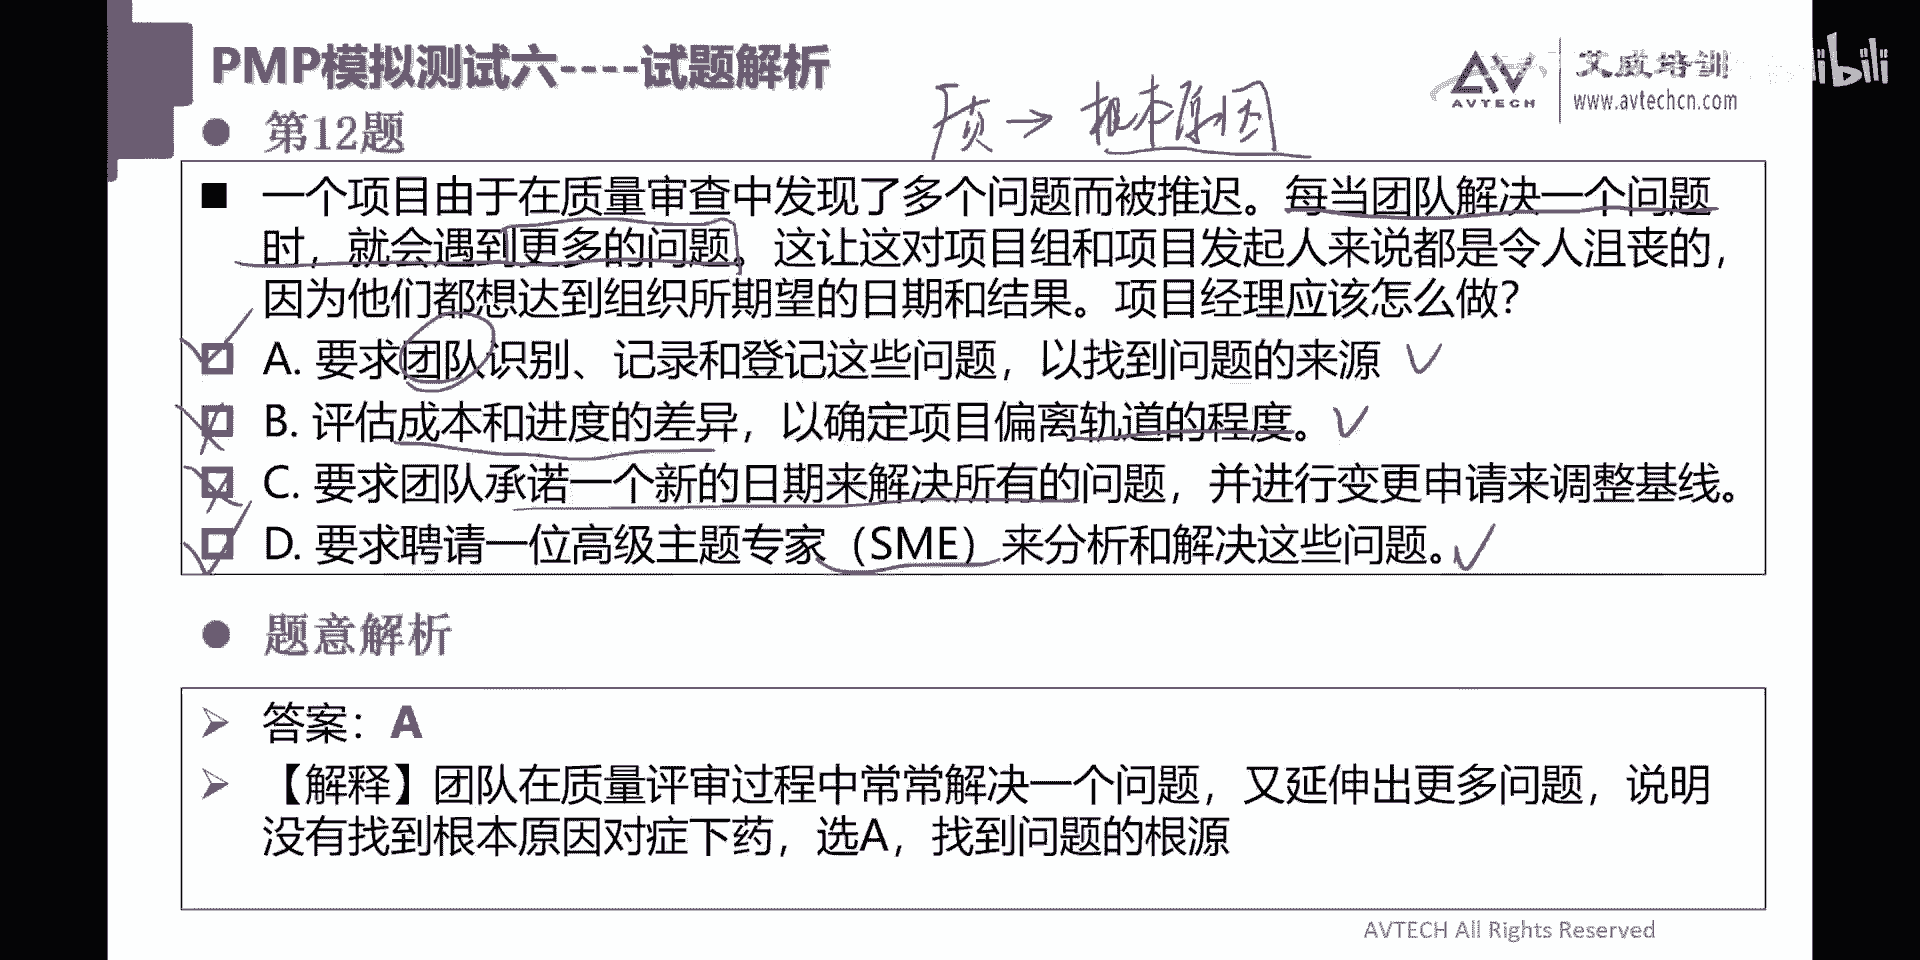 PMP模拟测试六----试题解析
艾威培训
AVTECH
www.avtechcn.com
bilibili
第12题
质→根本原因
一个项目由于在质量审查中发现了多个问题而被推迟。每当团队解决一个问题
时，就会遇到更多的问题。这让这对项目组和项目发起人来说都是令人沮丧的，
因为他们都想达到组织所期望的日期和结果。项目经理应该怎么做？
A. 要求团队识别、记录和登记这些问题，以找到问题的来源
B. 评估成本和进度的差异，以确定项目偏离轨道的程度。
C. 要求团队承诺一个新的日期来解决所有的问题，并进行变更申请来调整基线。
D. 要求聘请一位高级主题专家（SME）来分析和解决这些问题。
题意解析
答案：A
【解释】团队在质量评审过程中常常解决一个问题，又延伸出更多问题，说明
没有找到根本原因对症下药，选A，找到问题的根源
AVTECH All Rights Reserved